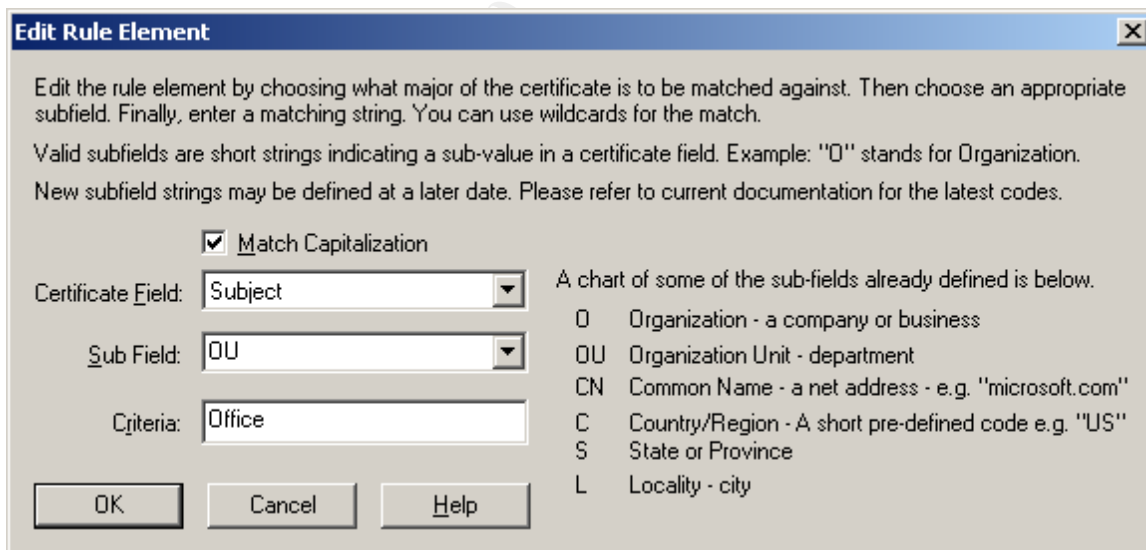 Edit Rule Element
Edit the rule element by choosing what major of the certificate is to be matched against. Then choose an appropriate
subfield. Finally, enter a matching string. You can use wildcards for the match.
Valid subfields are short strings indicating a sub-value in a certificate field. Example: "O" stands for Organization.
New subfield strings may be defined at a later date. Please refer to current documentation for the latest codes.
Match Capitalization
Certificate Field: Subject
Sub Field: OU
Criteria: Office
A chart of some of the sub-fields already defined is below.
O Organization - a company or business
OU Organization Unit - department
CN Common Name - a net address - e.g. "microsoft.com"
C Country/Region - A short pre-defined code e.g. "US"
S State or Province
L Locality - city
OK Cancel Help